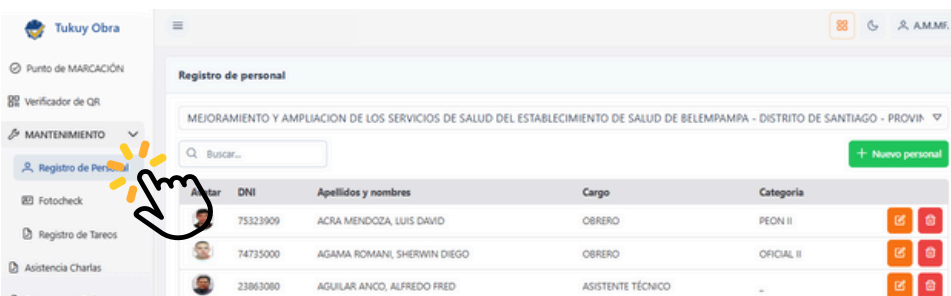 Tukuy Obra
A.M.MF.
Punto de MARCACIÓN
Registro de personal
Verificador de QR
MEJORAMIENTO Y AMPLIACION DE LOS SERVICIOS DE SALUD DEL ESTABLECIMIENTO DE SALUD DE BELEMPAMPA - DISTRITO DE SANTIAGO - PROVIN
MANTENIMIENTO
Buscar...
+ Nuevo personal
Registro de Personal
Avatar DNI Apellidos y nombres Cargo Categoria
Fotocheck
75323909 ACRA MENDOZA, LUIS DAVID OBRERO PEON II
Registro de Tareos
74735000 AGAMA ROMANI, SHERWIN DIEGO OBRERO OFICIAL II
Asistencia Charlas
23863080 AGUILAR ANCO, ALFREDO FRED ASISTENTE TÉCNICO -